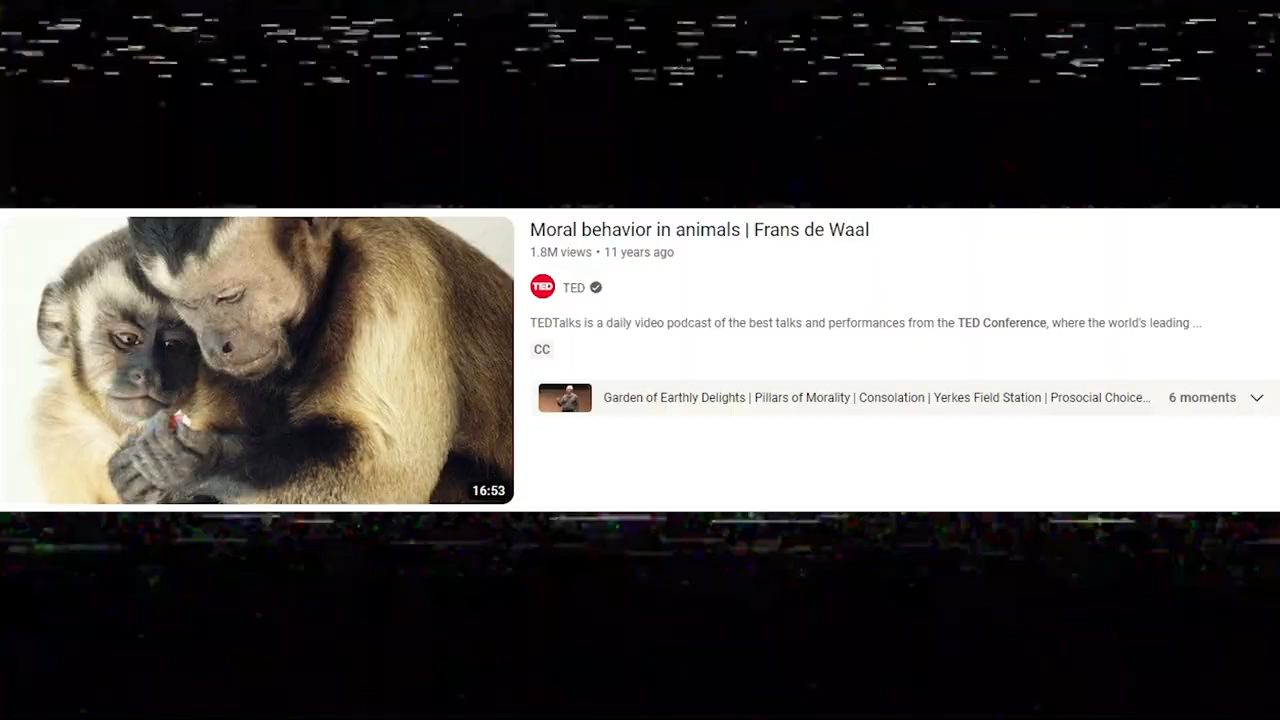 Moral behavior in animals | Frans de Waal
1.8M views • 11 years ago
TED TED
TEDTalks is a daily video podcast of the best talks and performances from the TED Conference, where the world's leading ...
CC
Garden of Earthly Delights | Pillars of Morality | Consolation | Yerkes Field Station | Prosocial Choice... 6 moments
16:53